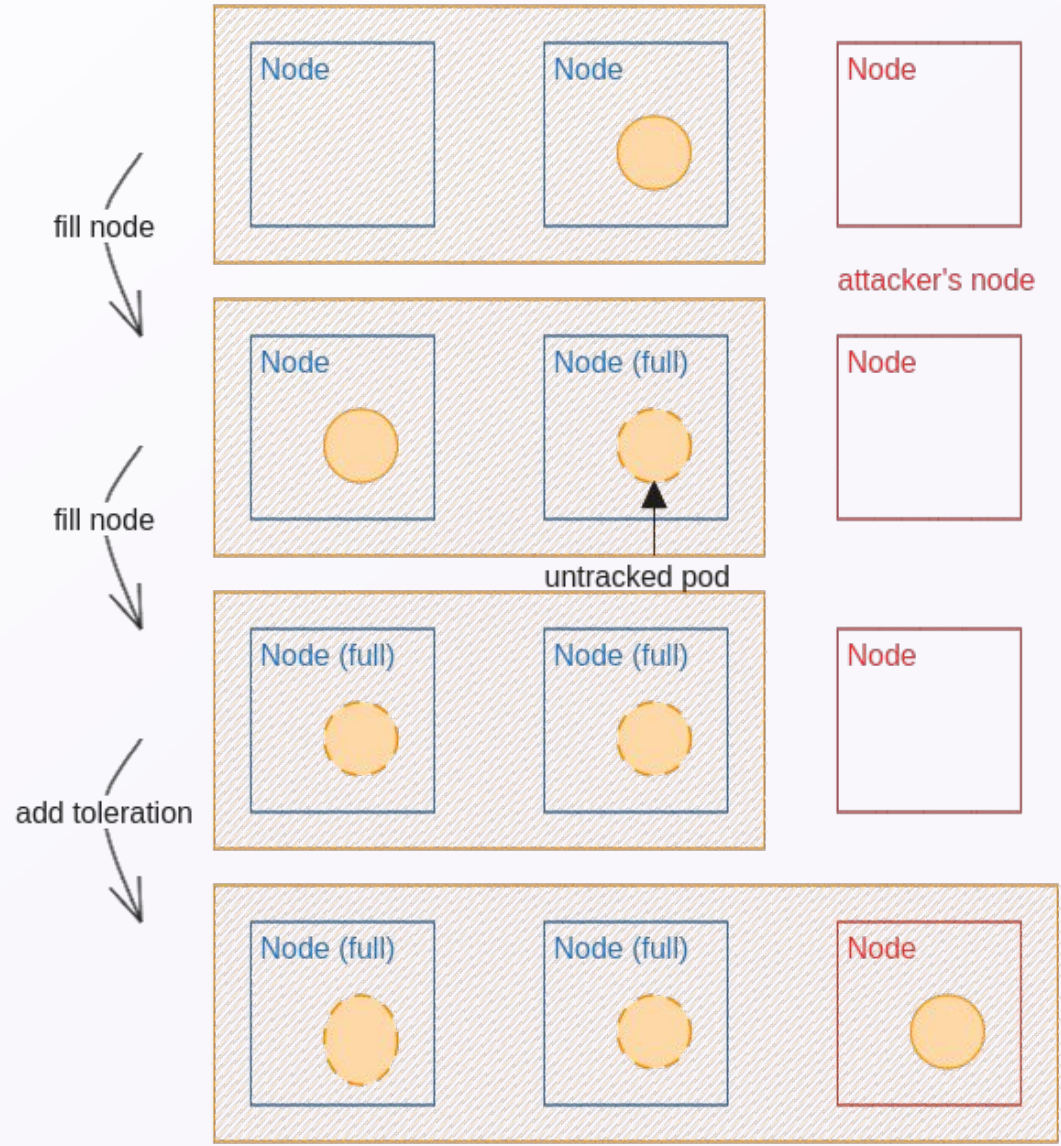 Node
Node
Node
fill node
attacker's node
Node
Node (full)
Node
fill node
untracked pod
Node (full)
Node (full)
Node
add toleration
Node (full)
Node (full)
Node